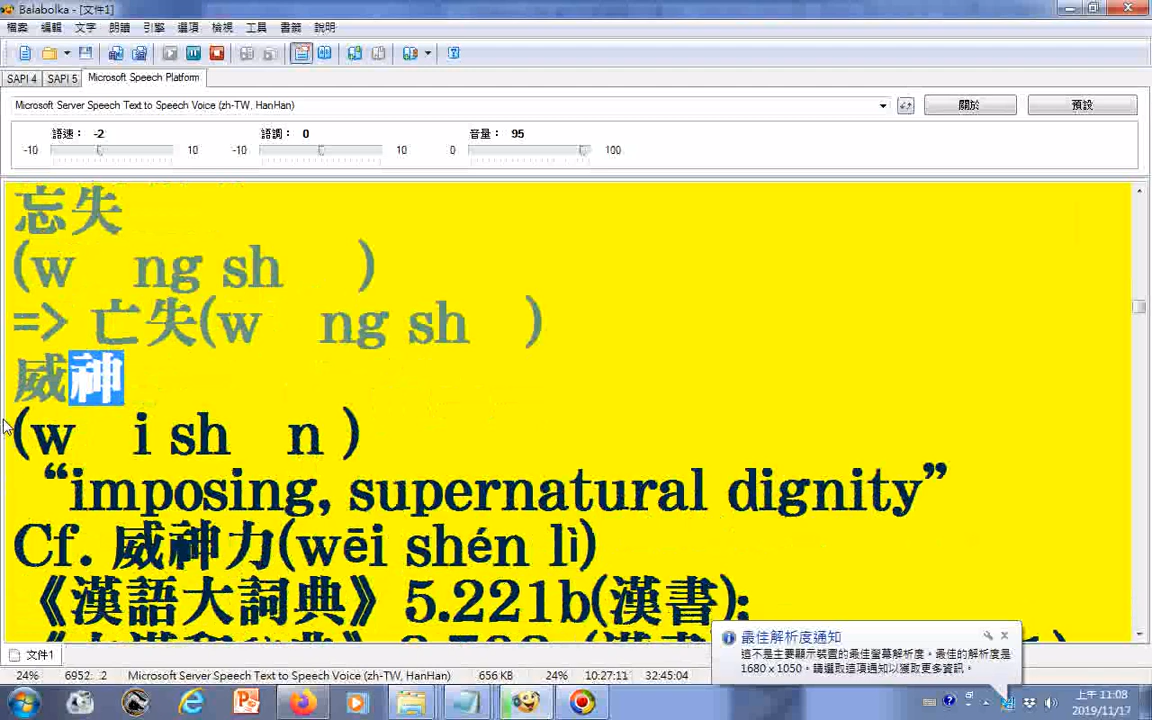 Balabolka - [文件1]
檔案 編輯 文字 朗讀 引擎 選項 檢視 工具 書籤 說明
SAPI 4 SAPI 5 Microsoft Speech Platform
Microsoft Server Speech Text to Speech Voice (zh-TW, HanHan) 關於 預設
語速： -2 語調： 0 音量： 95
-10 10 -10 10 0 100
忘失
(w ng sh )
=> 亡失(w ng sh )
威神
(w i sh n )
“imposing, supernatural dignity”
Cf. 威神力(wēi shén lì)
《漢語大詞典》 5.221b(漢書);
最佳解析度通知
這不是主要顯示裝置的最佳螢幕解析度。最佳的解析度是
1680 x 1050。請選取這項通知以獲取更多資訊。
文件1
24% 6952: 2 Microsoft Server Speech Text to Speech Voice (zh-TW, HanHan) 656 KB 24% 10:27:11 32:45:04
上午 11:08
2019/11/17